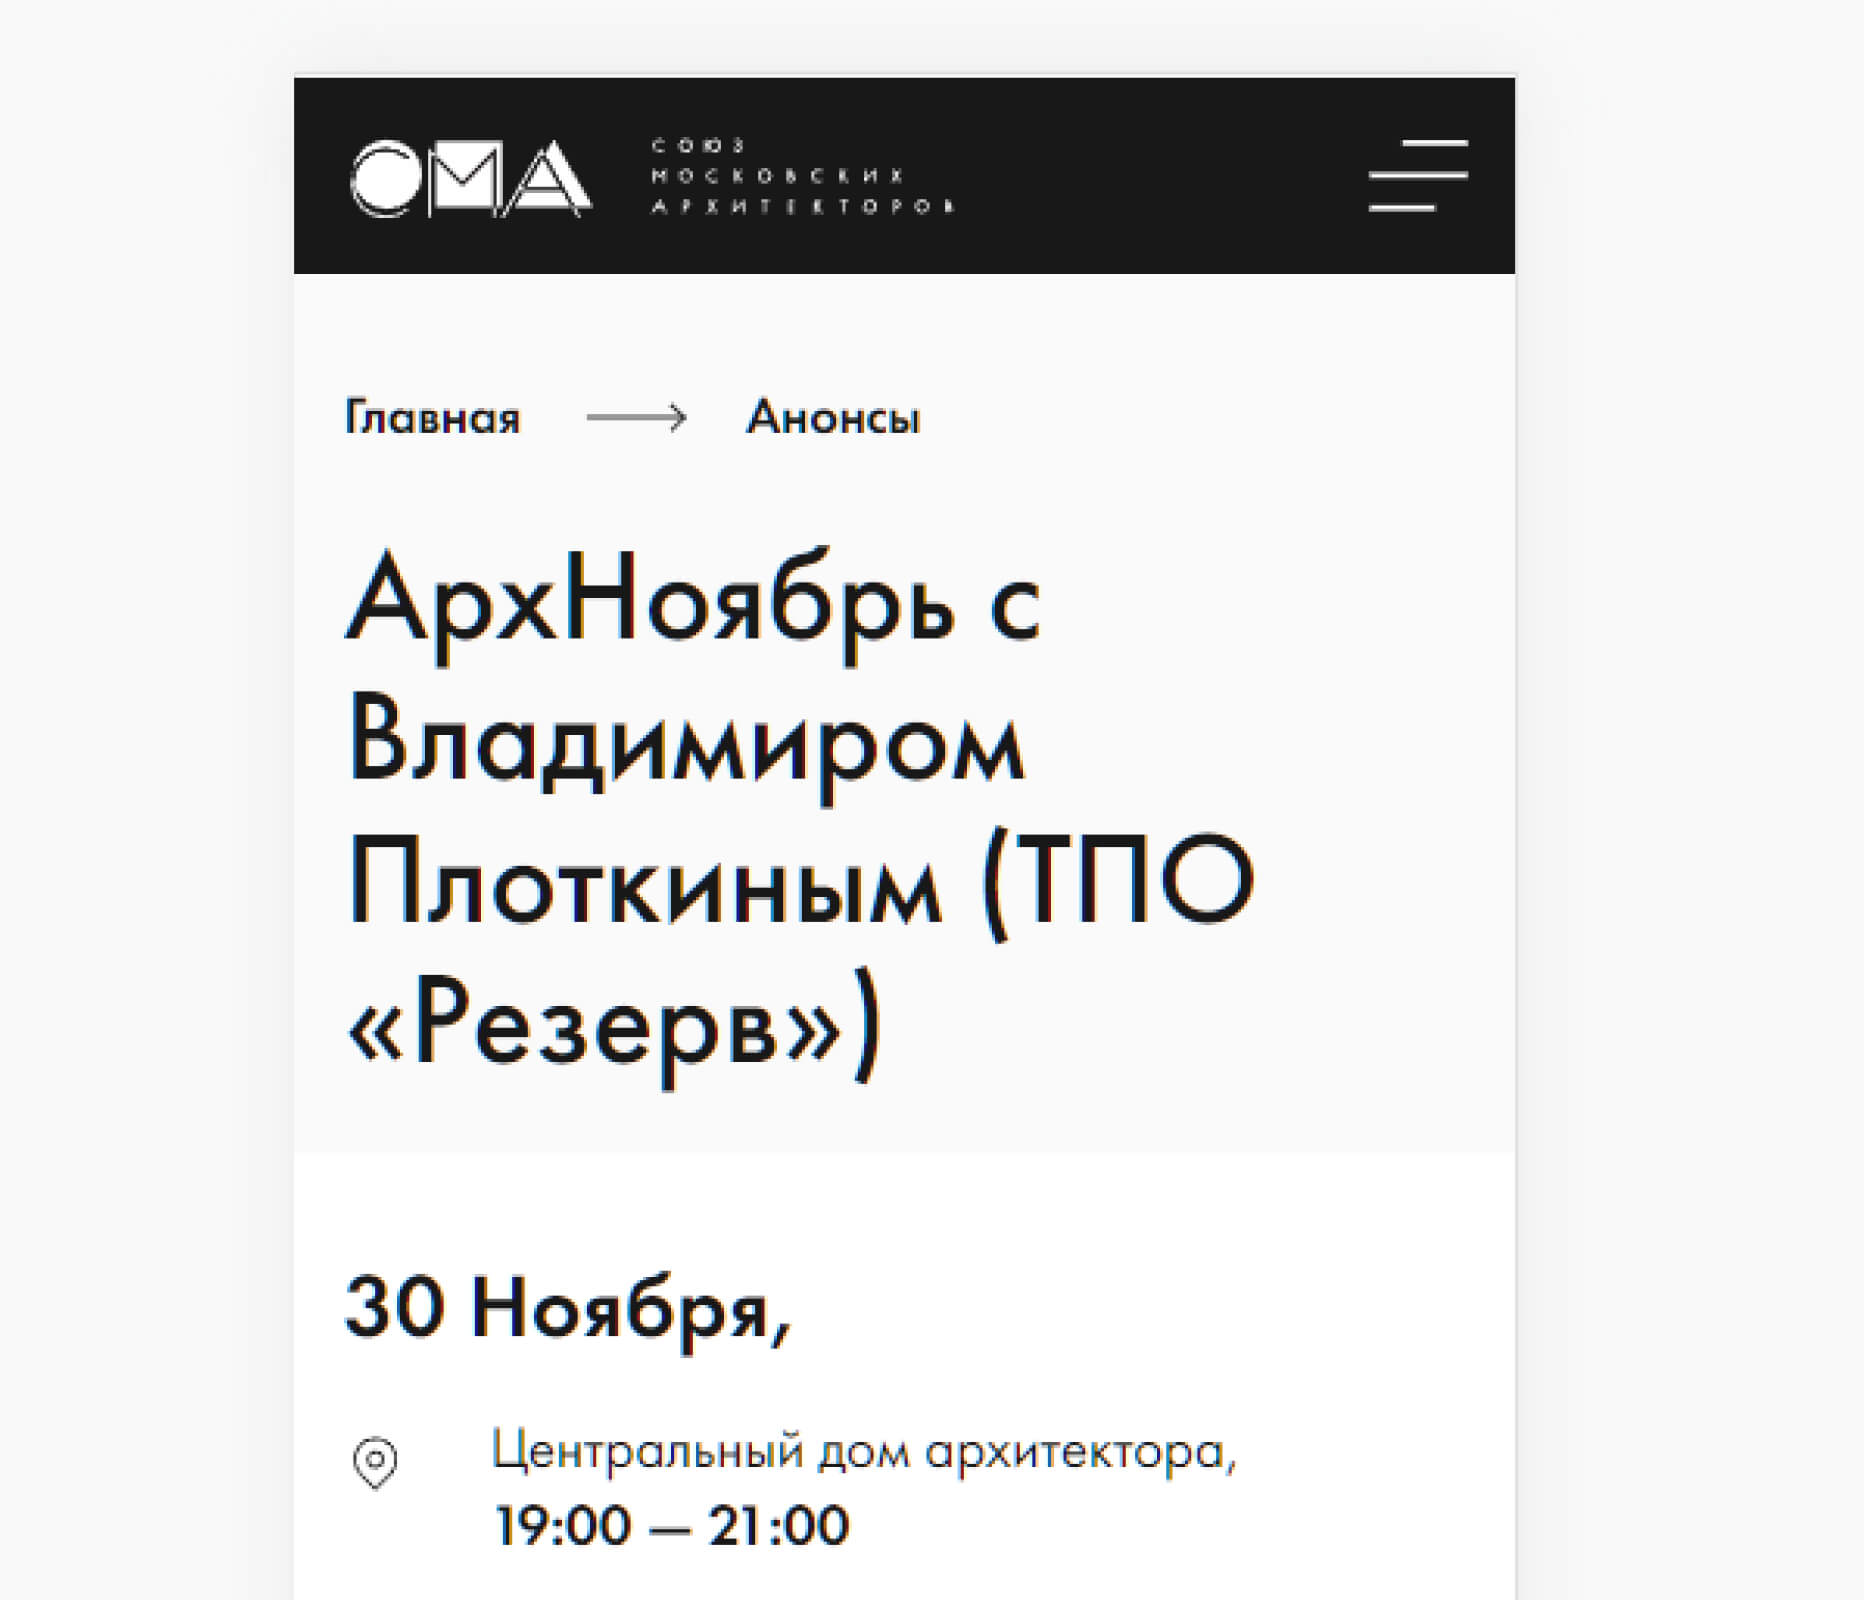 СМА
СОЮЗ
МОСКОВСКИХ
АРХИТЕКТОРОВ
Главная → Анонсы
АрхНоябрь с
Владимиром
Плоткиным (ТПО
«Резерв»)
30 Ноября,
Центральный дом архитектора,
19:00 — 21:00